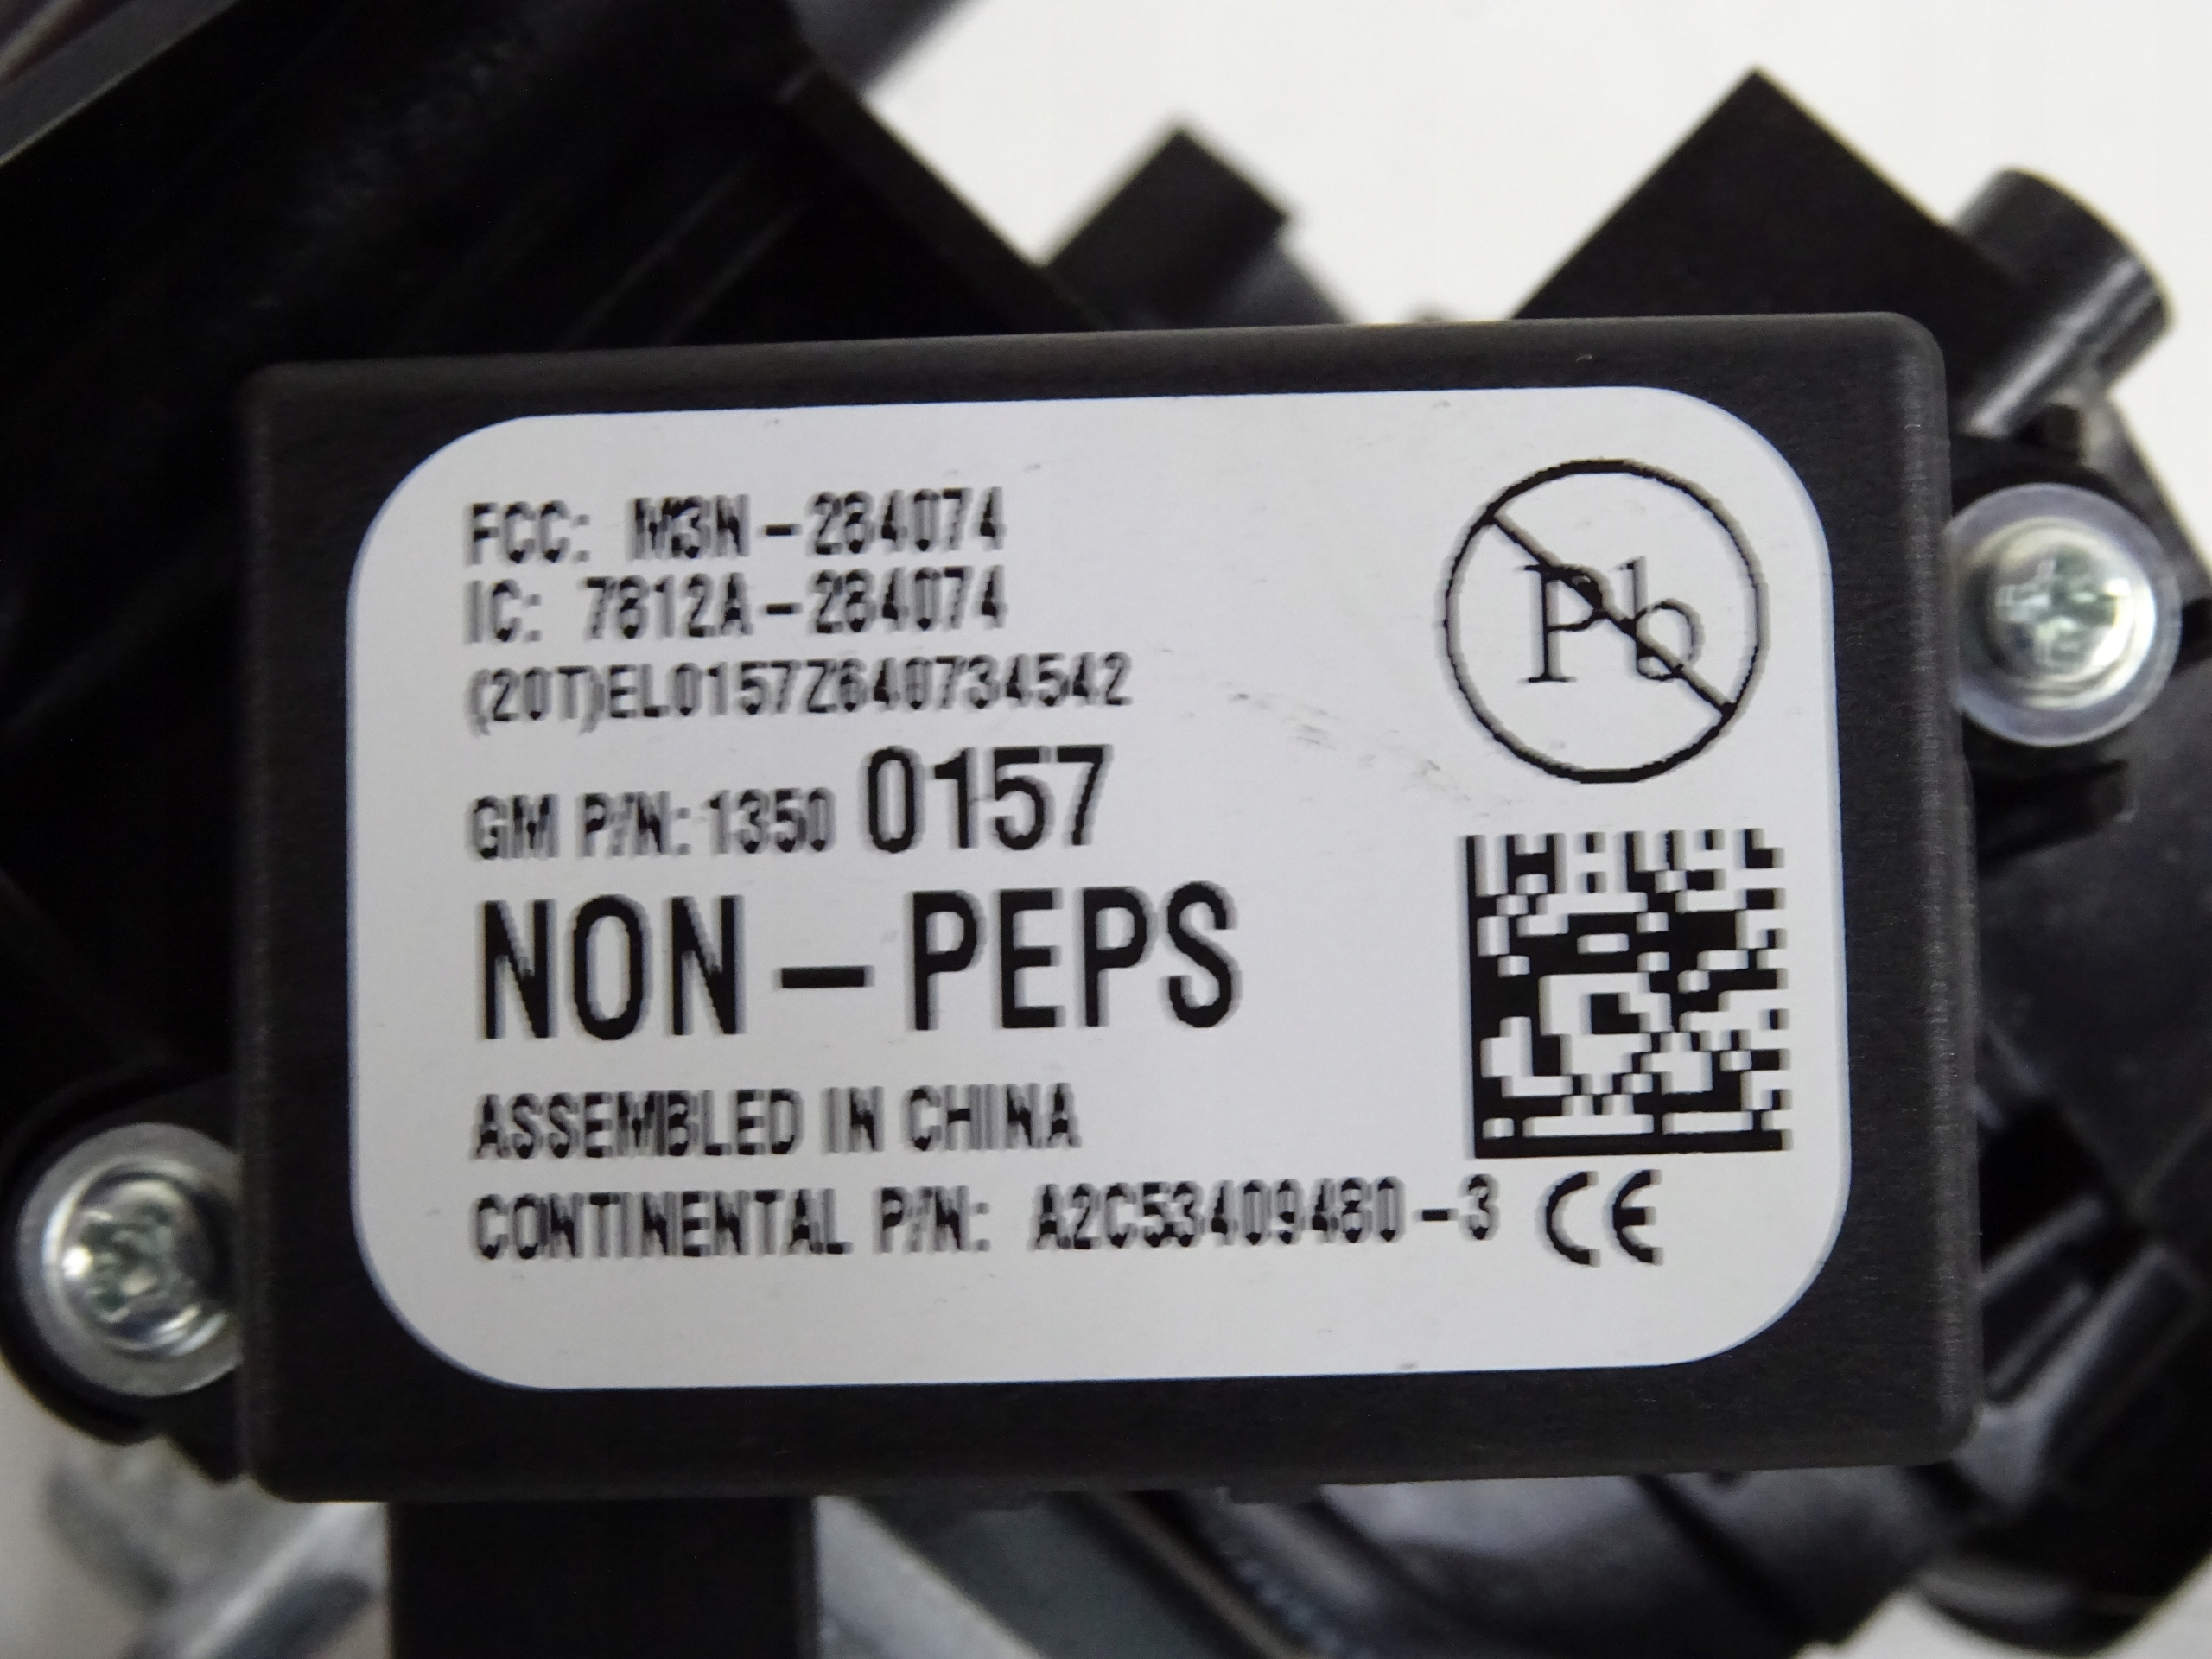 FCC: M3N-284074
IC: 7812A-284074
(20T)EL0157Z640734542
GM P/N: 1350 0157
NON-PEPS
ASSEMBLED IN CHINA
CONTINENTAL P/N: A2C53409480-3 CE
Pb